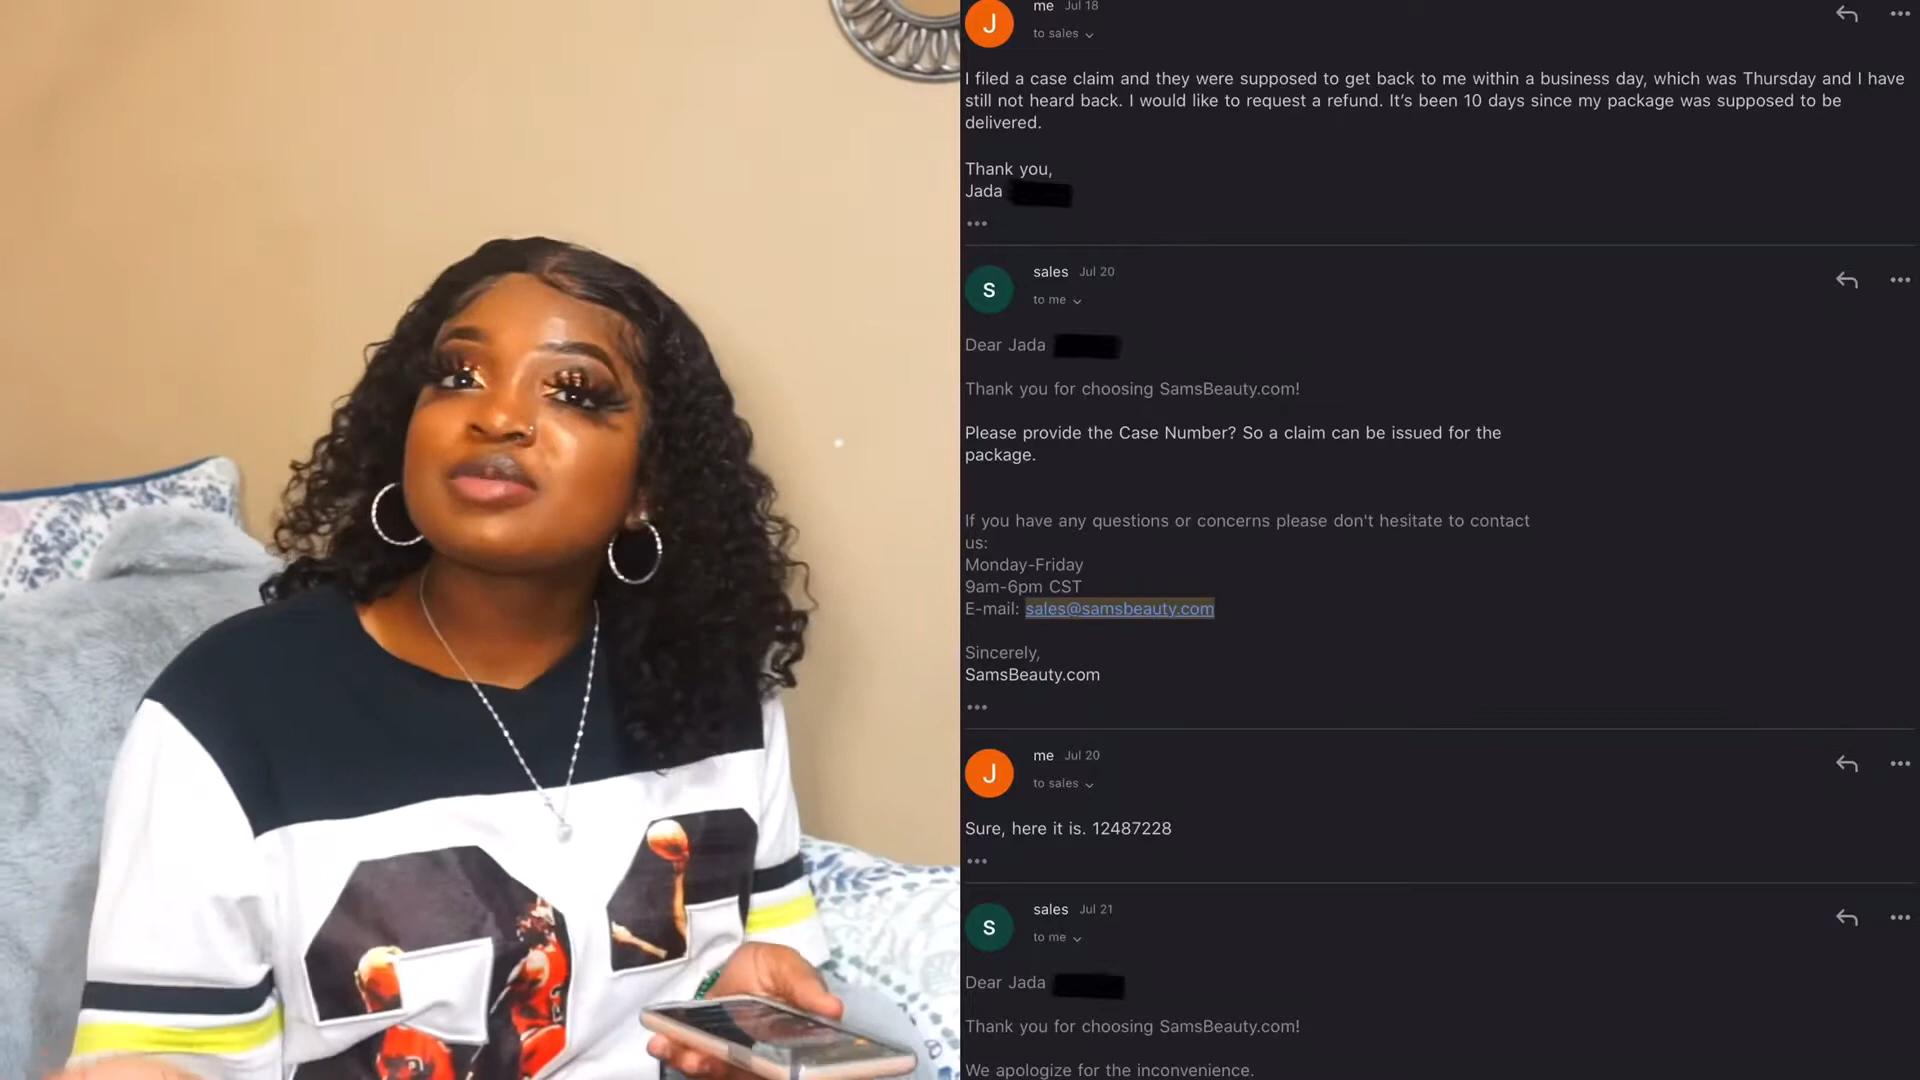 me Jul 18
to sales
I filed a case claim and they were supposed to get back to me within a business day, which was Thursday and I have
still not heard back. I would like to request a refund. It’s been 10 days since my package was supposed to be
delivered.
Thank you,
Jada
J
sales Jul 20
to me
S
Dear Jada
Thank you for choosing SamsBeauty.com!
Please provide the Case Number? So a claim can be issued for the
package.
If you have any questions or concerns please don't hesitate to contact
us:
Monday-Friday
9am-6pm CST
E-mail: sales@samsbeauty.com
Sincerely,
SamsBeauty.com
me Jul 20
J
to sales
Sure, here it is. 12487228
sales Jul 21
S
to me
Dear Jada
Thank you for choosing SamsBeauty.com!
We apologize for the inconvenience.